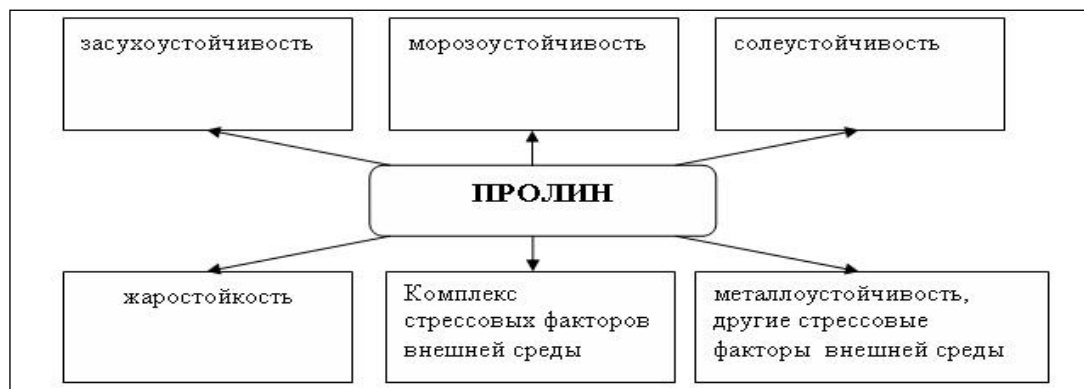 засухоустойчивость
морозоустойчивость
солеустойчивость
ПРОЛИН
жаростойкость
Комплекс
стрессовых факторов
внешней среды
металлоустойчивость,
другие стрессовые
факторы внешней среды